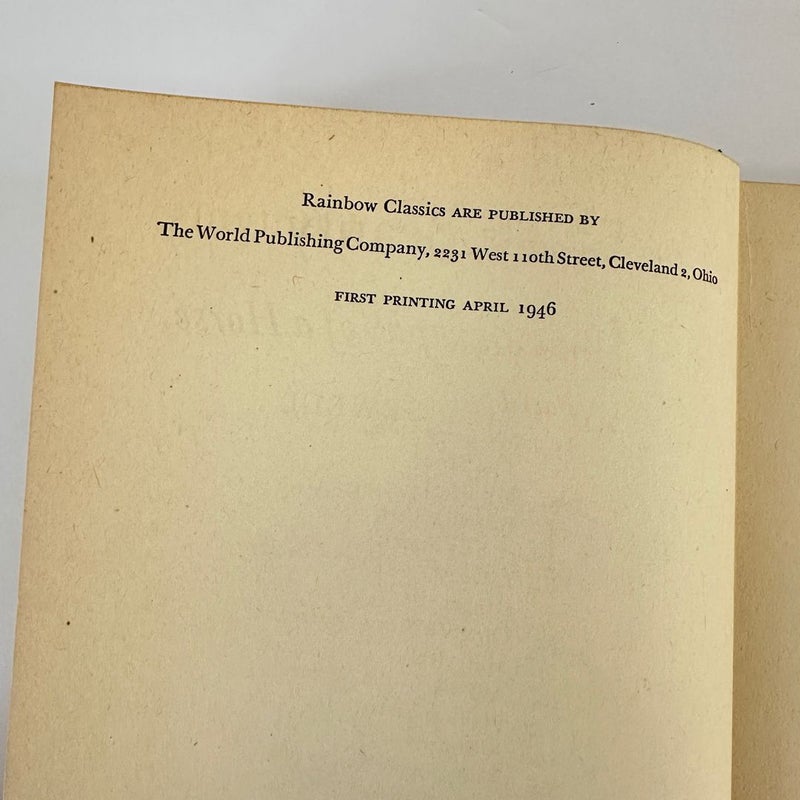 Rainbow Classics ARE PUBLISHED BY
The World Publishing Company, 2231 West 110th Street, Cleveland 2, Ohio
FIRST PRINTING APRIL 1946